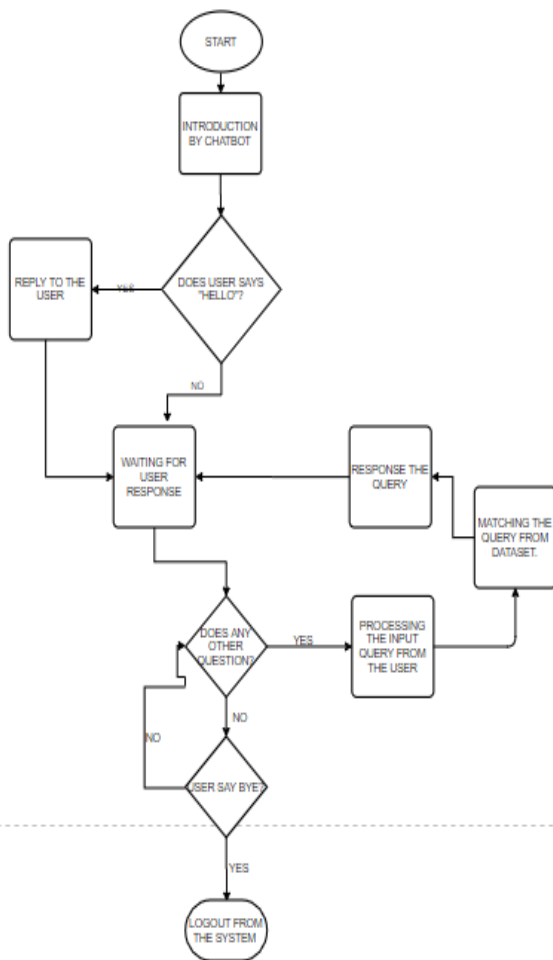 START
INTRODUCTION
BY CHATBOT
DOES USER SAYS
"HELLO"?
YES
REPLY TO THE
USER
NO
WAITING FOR
USER
RESPONSE
RESPONSE THE
QUERY
MATCHING THE
QUERY FROM
DATASET.
DOES ANY
OTHER
QUESTION?
YES
PROCESSING
THE INPUT
QUERY FROM
THE USER
NO
NO
USER SAY BYE?
YES
LOGOUT FROM
THE SYSTEM